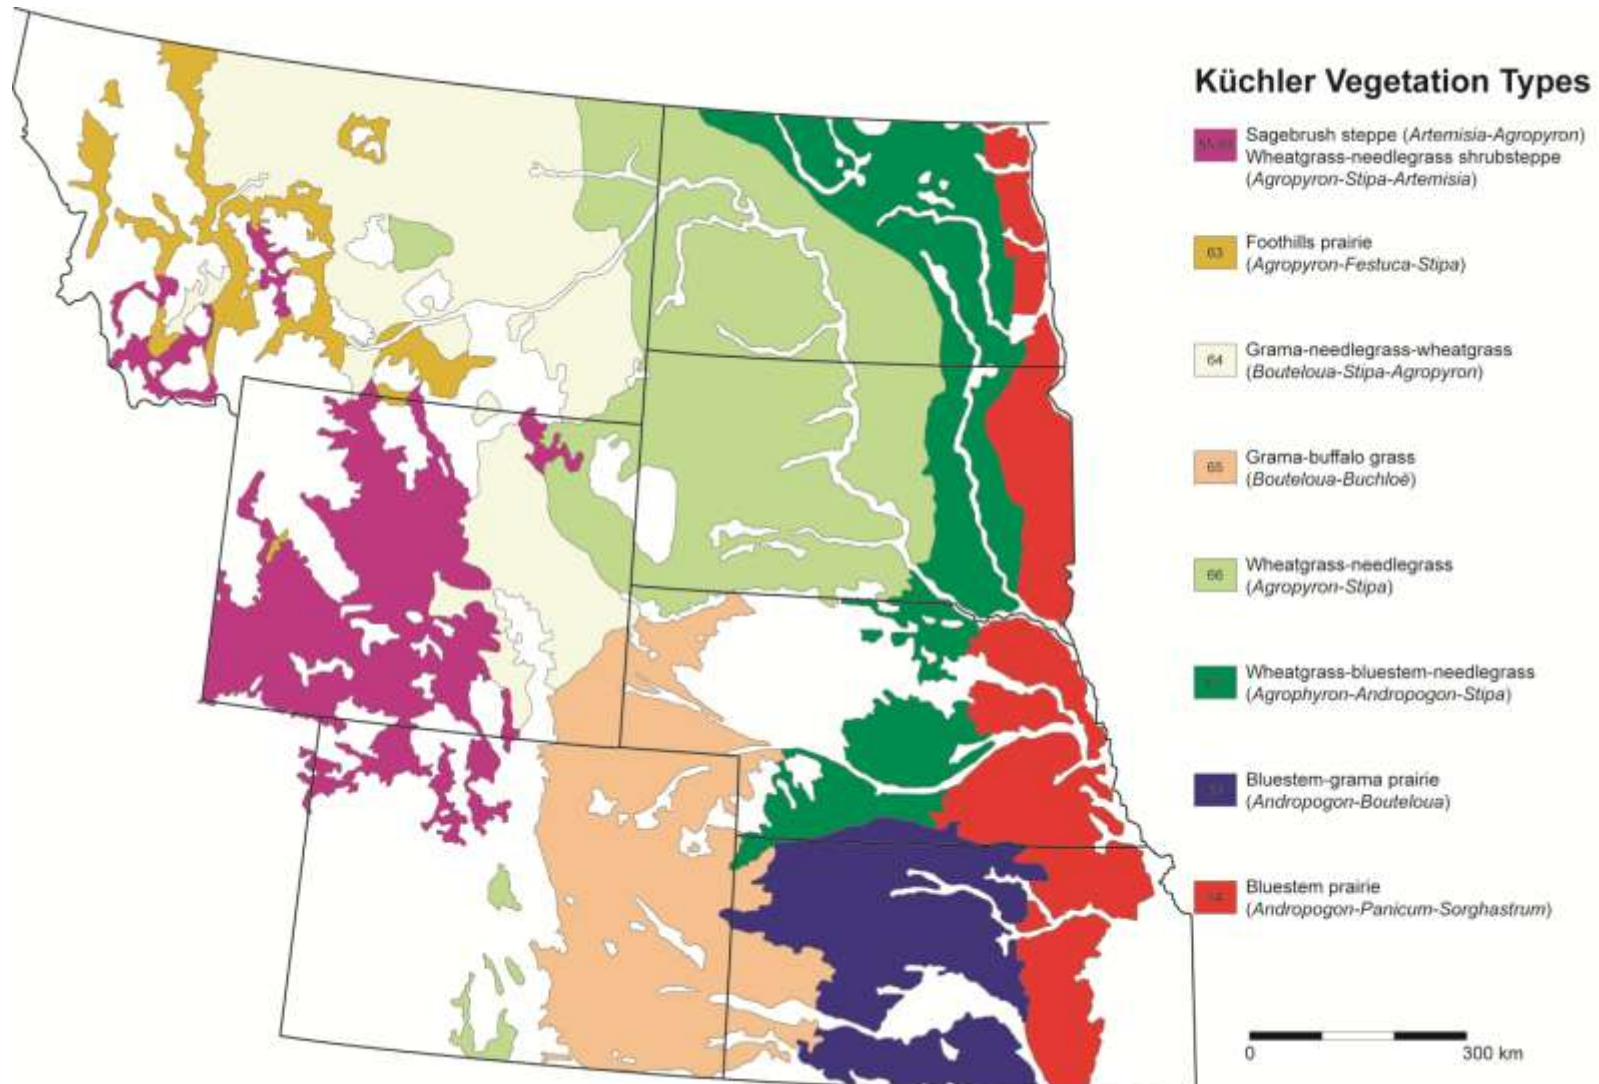 Küchler Vegetation Types
Sagebrush steppe (Artemisia-Agropyron)
Wheatgrass-needlegrass shrubsteppe
(Agropyron-Stipa-Artemisia)
63
Foothills prairie
(Agropyron-Festuca-Stipa)
64
Grama-needlegrass-wheatgrass
(Bouteloua-Stipa-Agropyron)
65
Grama-buffalo grass
(Bouteloua-Buchloë)
66
Wheatgrass-needlegrass
(Agropyron-Stipa)
Wheatgrass-bluestem-needlegrass
(Agrophyron-Andropogon-Stipa)
Bluestem-grama prairie
(Andropogon-Bouteloua)
Bluestem prairie
(Andropogon-Panicum-Sorghastrum)
0
300 km